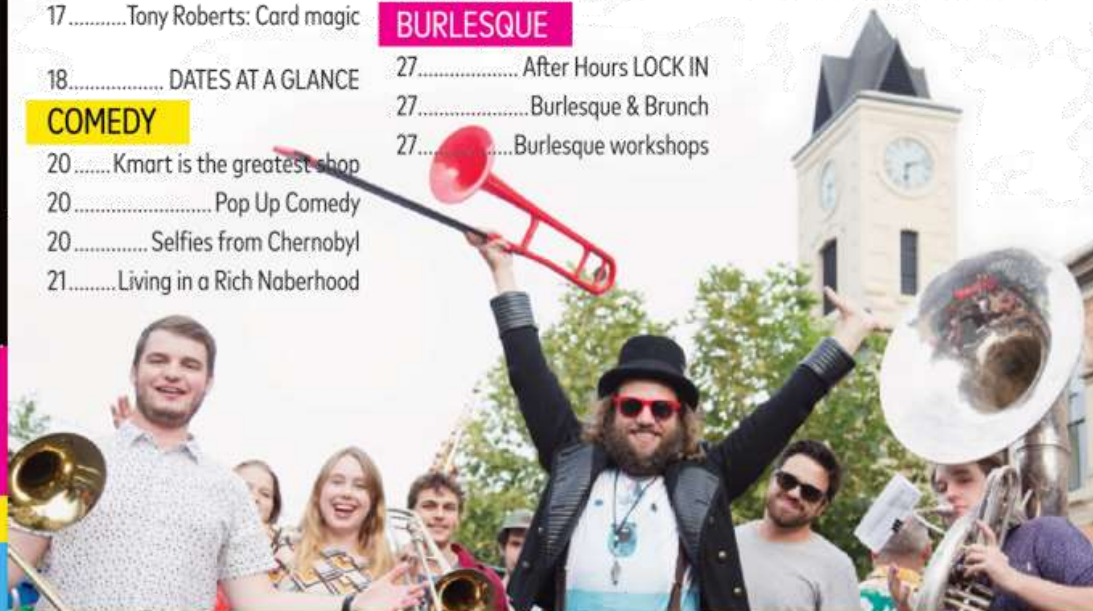 17...........Tony Roberts: Card magic
18.................. DATES AT A GLANCE
COMEDY
20.......Kmart is the greatest shop
20..........................Pop Up Comedy
20..............Selfies from Chernobyl
21.........Living in a Rich Naberhood
BURLESQUE
27................... After Hours LOCK IN
27.....................Burlesque & Brunch
27......................Burlesque workshops